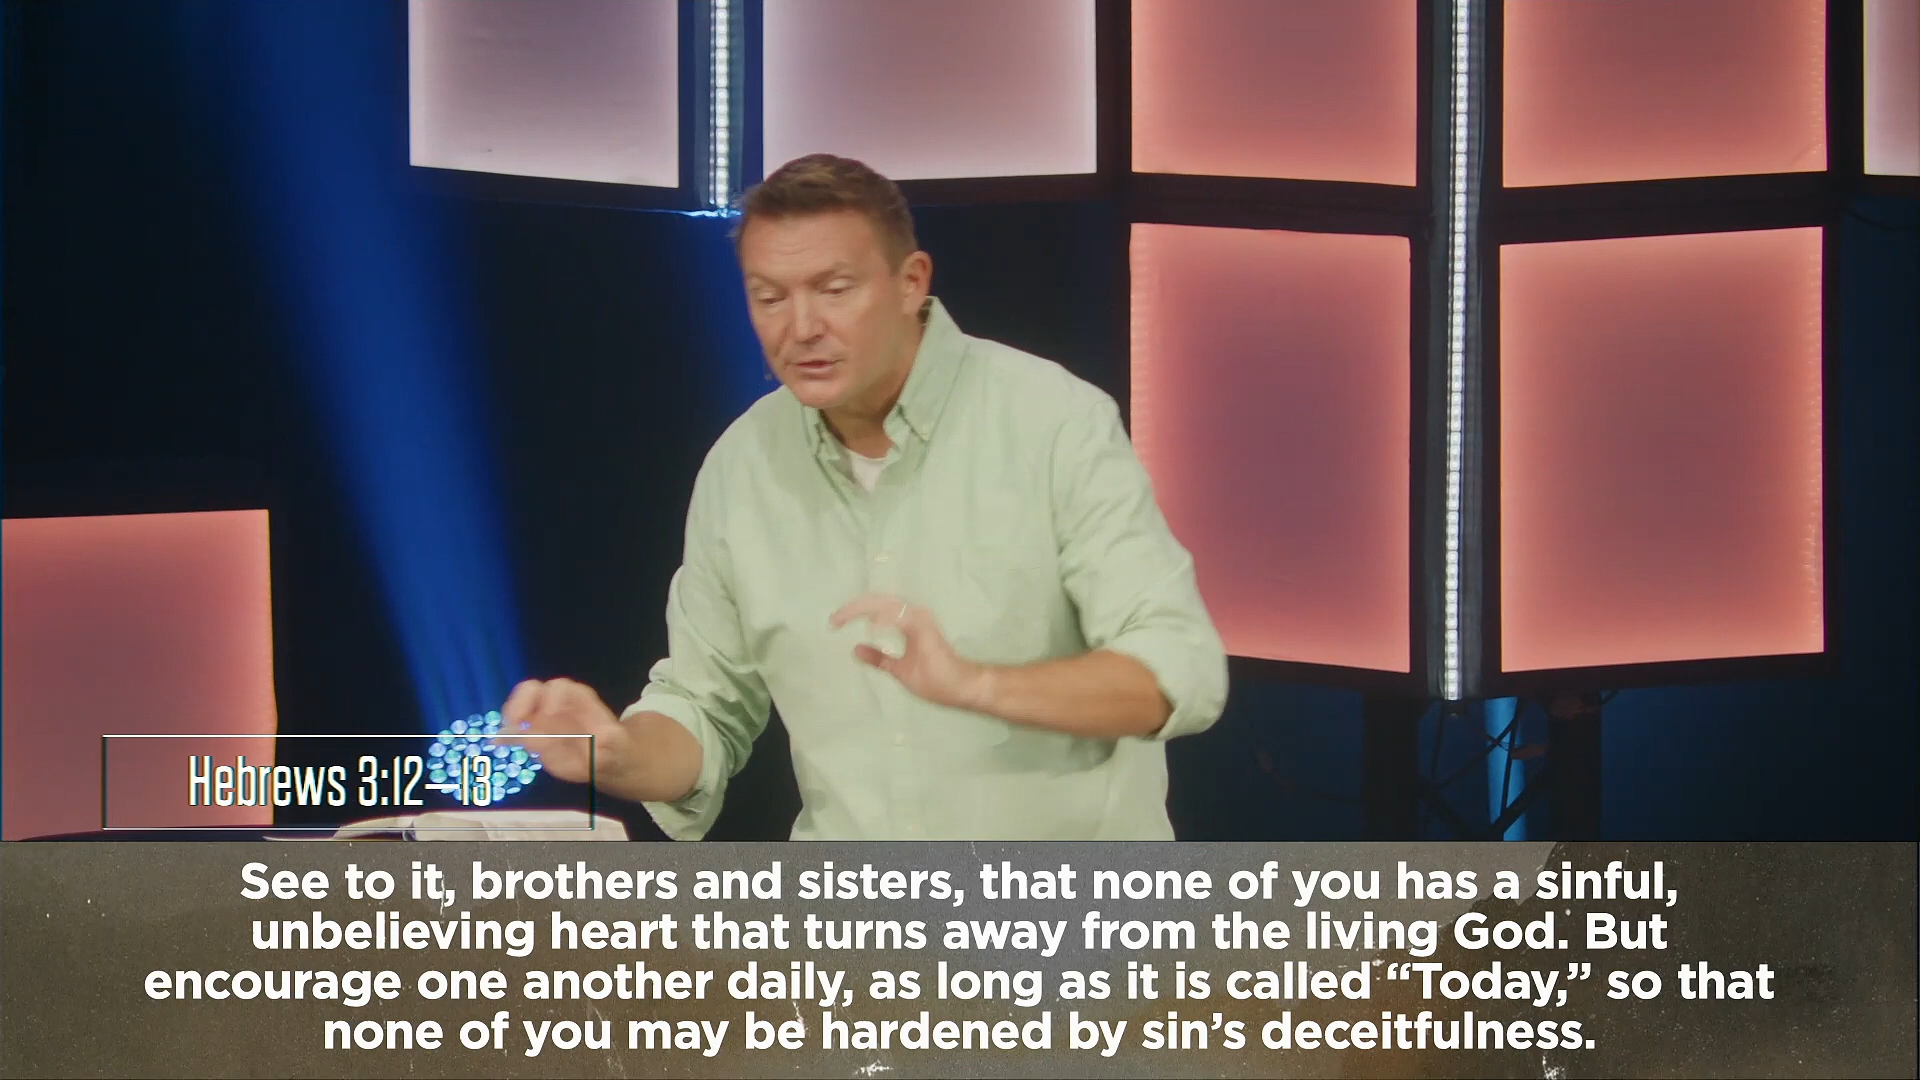 Hebrews 3:12–13
See to it, brothers and sisters, that none of you has a sinful,
unbelieving heart that turns away from the living God. But
encourage one another daily, as long as it is called “Today,” so that
none of you may be hardened by sin’s deceitfulness.